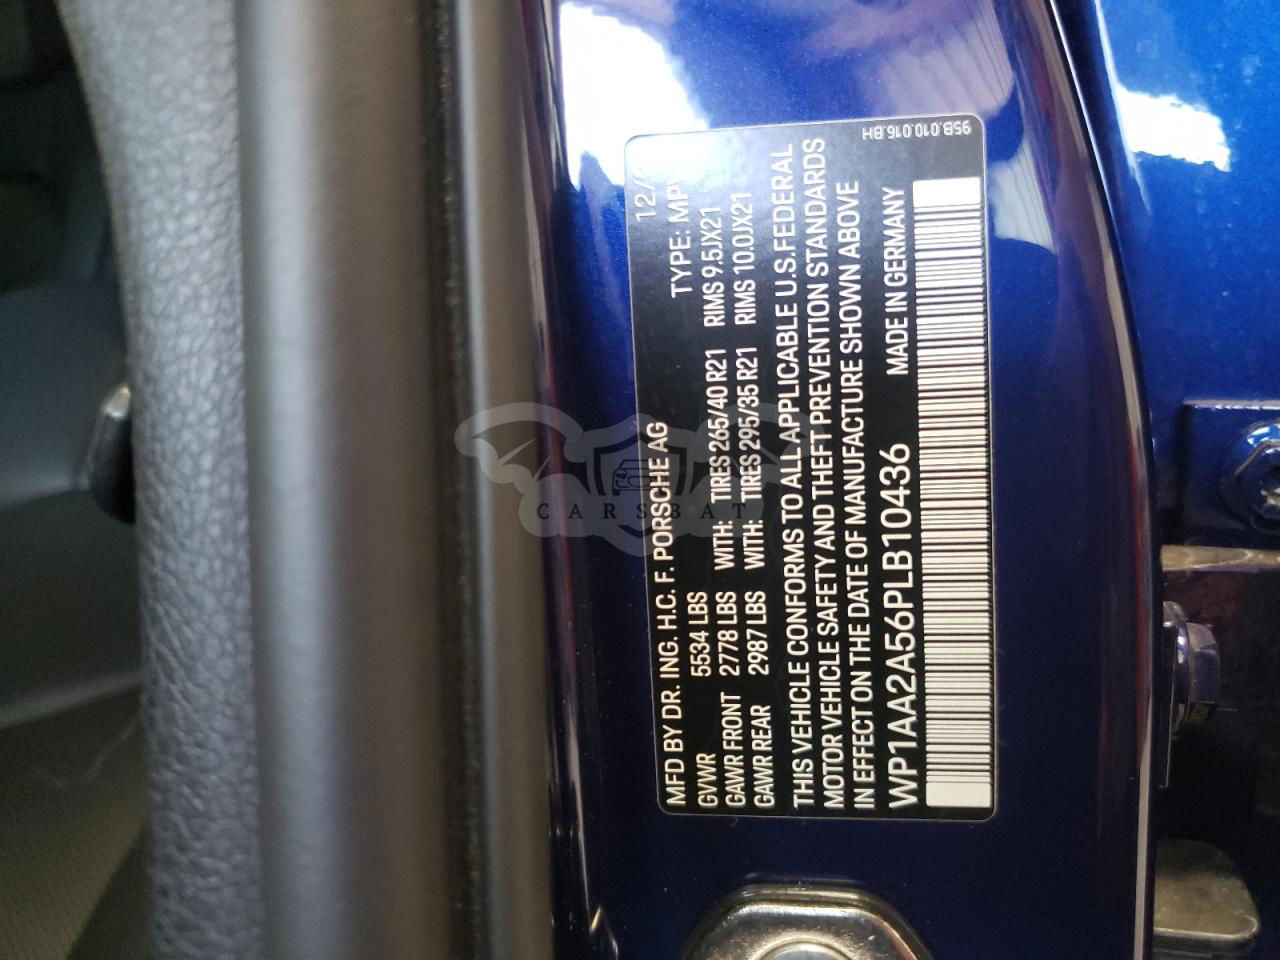 12/
MFD BY DR. ING. H.C. F. PORSCHE AG TYPE:
GVWR 5534 LBS
GAWR FRONT 2778 LBS WITH: TIRES 265/40 R21 RIMS 9.5JX21
GAWR REAR 2987 LBS WITH: TIRES 295/35 R21 RIMS 10.0JX21
THIS VEHICLE CONFORMS TO ALL APPLICABLE U.S.FEDERAL
MOTOR VEHICLE SAFETY AND THEFT PREVENTION STANDARDS
IN EFFECT ON THE DATE OF MANUFACTURE SHOWN ABOVE
WP1AA2A56PLB10436 MADE IN GERMANY
95B.010.016.BH
CARSBAT